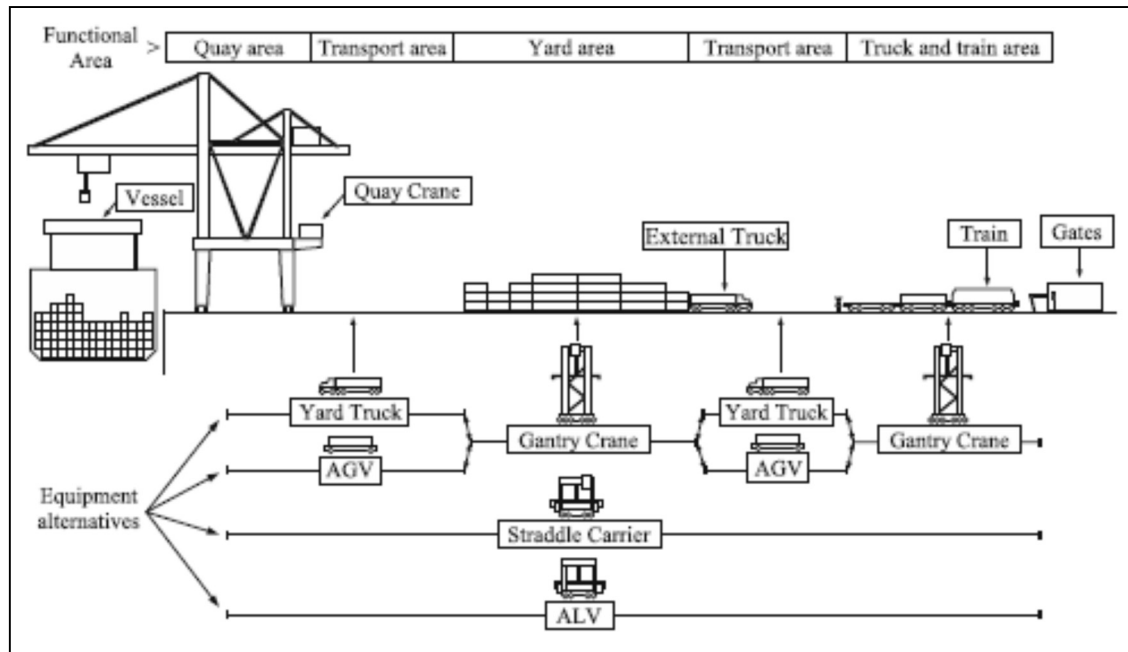 Functional
Area
>
Quay area
Transport area
Yard area
Transport area
Truck and train area
Vessel
Quay Crane
External Truck
Train
Gates
Yard Truck
AGV
Gantry Crane
Yard Truck
AGV
Gantry Crane
Equipment
alternatives
Straddle Carrier
ALV